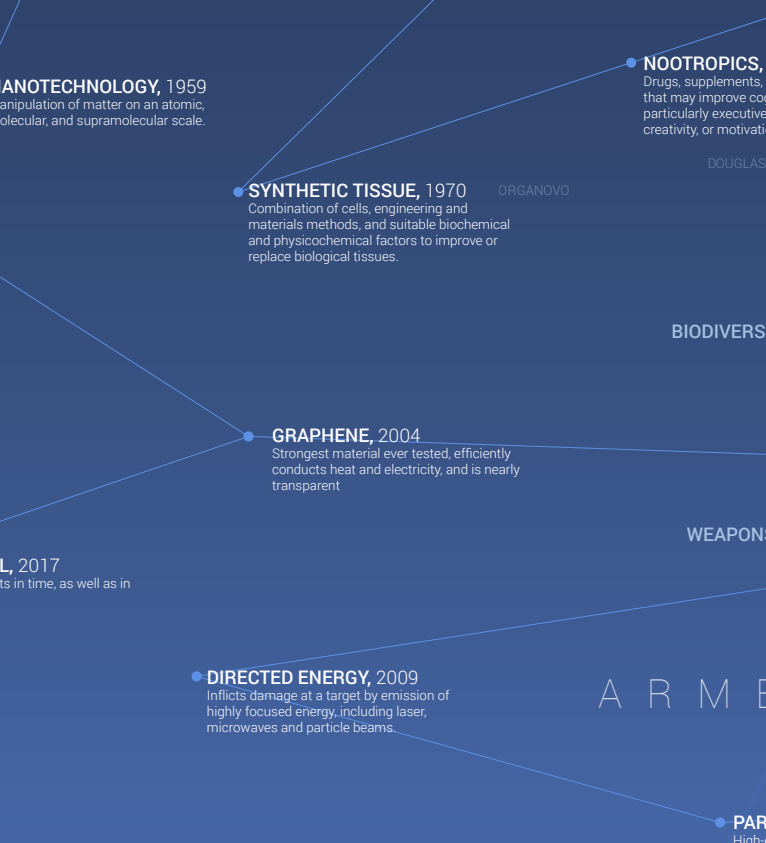 ANOTECHNOLOGY, 1959
anipulation of matter on an atomic,
olecular, and supramolecular scale.
NOOTROPICS,
Drugs, supplements,
that may improve cog
particularly executive
creativity, or motivati
DOUGLAS
SYNTHETIC TISSUE, 1970
ORGANOVO
Combination of cells, engineering and
materials methods, and suitable biochemical
and physicochemical factors to improve or
replace biological tissues.
BIODIVERS
GRAPHENE, 2004
Strongest material ever tested, efficiently
conducts heat and electricity, and is nearly
transparent
WEAPONS
L, 2017
ts in time, as well as in
DIRECTED ENERGY, 2009
Inflicts damage at a target by emission of
highly focused energy, including laser,
microwaves and particle beams.
A R M E
PAR
High-